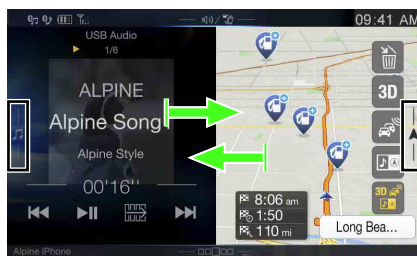 09:41 AM
USB Audio
1/6
ALPINE
Alpine Song
Alpine Style
00'16"
3D
3D
8:06 am
1:50
110 mi
Long Bea...
Alpine iPhone